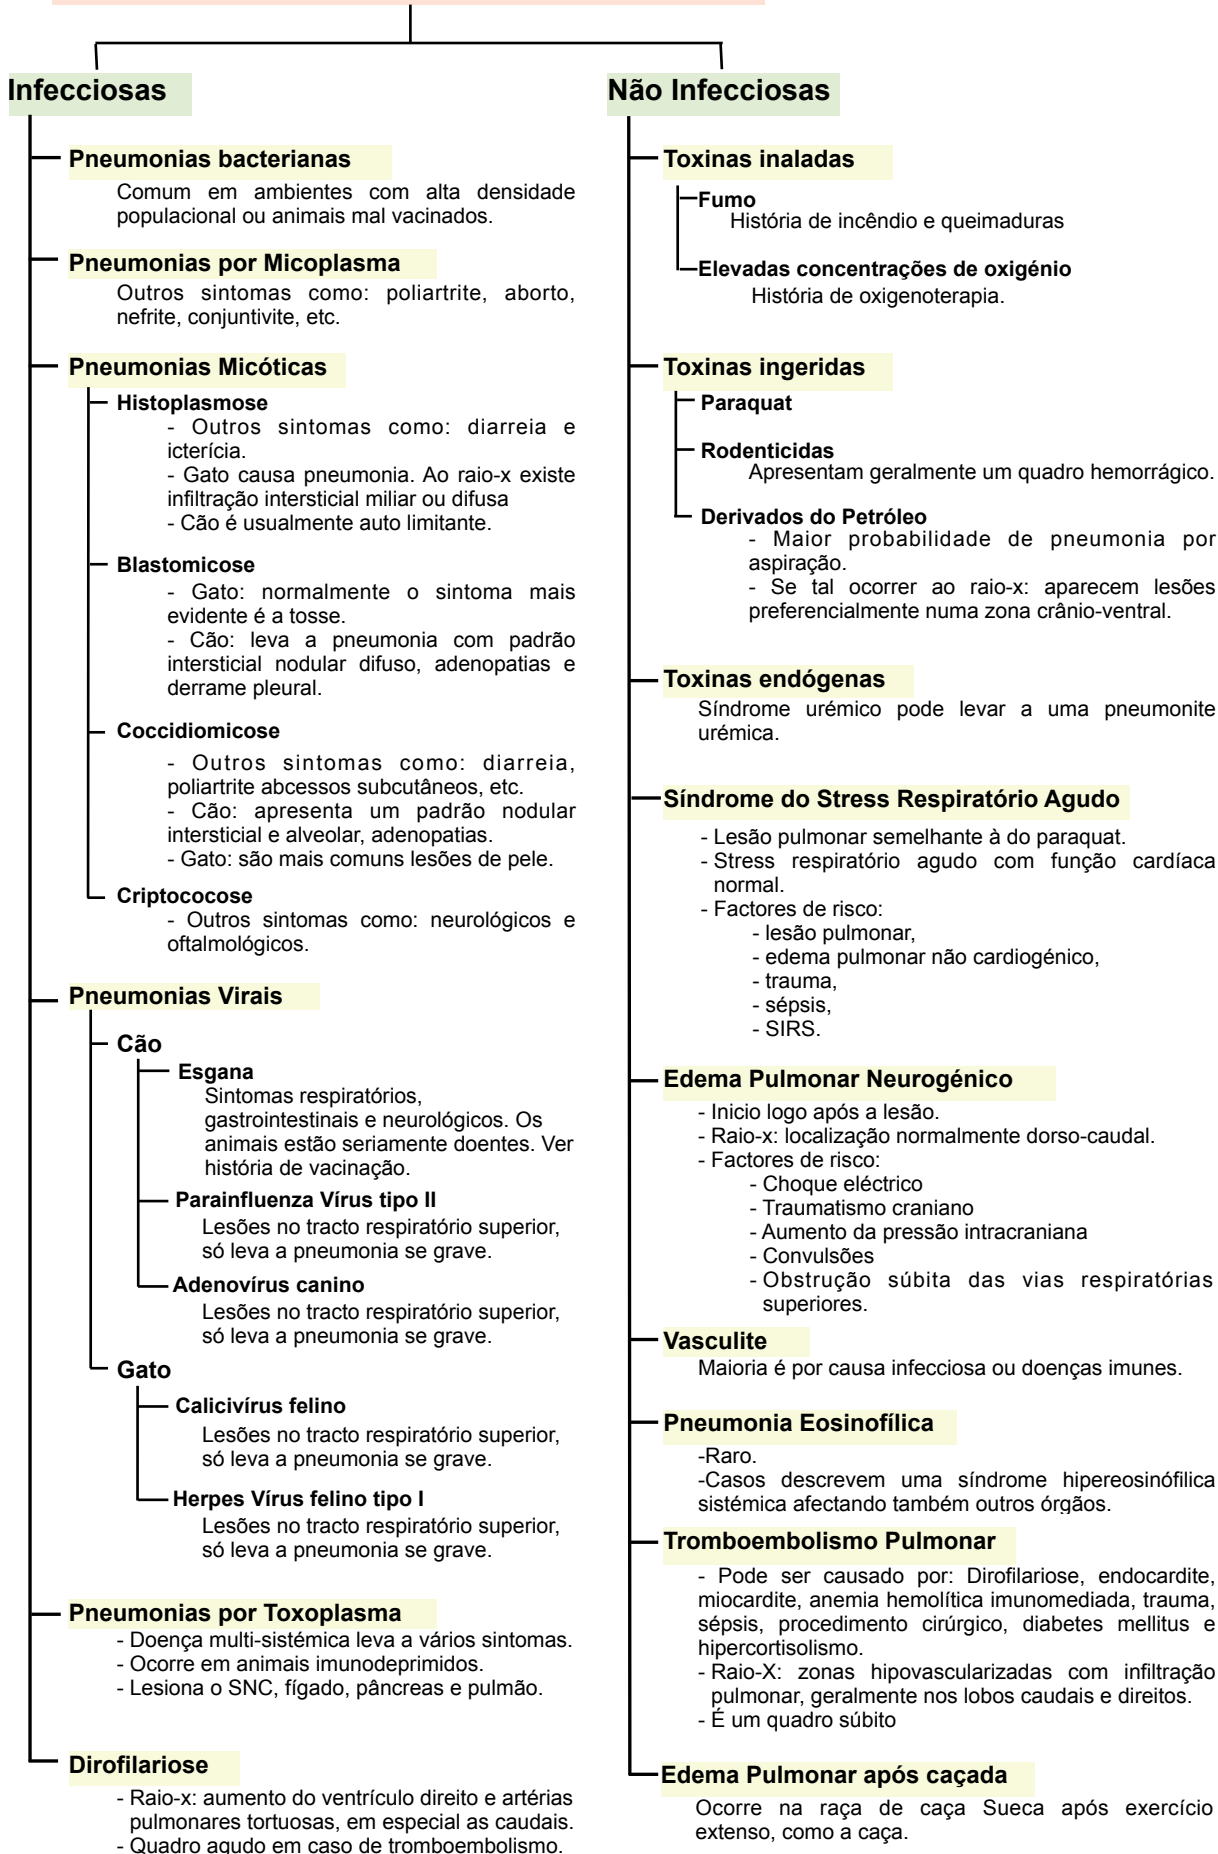 Infecciosas
Pneumonias bacterianas
Comum em ambientes com alta densidade
populacional ou animais mal vacinados.
Pneumonias por Micoplasma
Outros sintomas como: poliartrite, aborto,
nefrite, conjuntivite, etc.
Pneumonias Micóticas
Histoplasmose
- Outros sintomas como: diarreia e
icterícia.
- Gato causa pneumonia. Ao raio-x existe
infiltração intersticial miliar ou difusa
- Cão é usualmente auto limitante.
Blastomicose
- Gato: normalmente o sintoma mais
evidente é a tosse.
- Cão: leva a pneumonia com padrão
intersticial nodular difuso, adenopatias e
derrame pleural.
Coccidiomicose
- Outros sintomas como: diarreia,
poliartrite abcessos subcutâneos, etc.
- Cão: apresenta um padrão nodular
intersticial e alveolar, adenopatias.
- Gato: são mais comuns lesões de pele.
Criptococose
- Outros sintomas como: neurológicos e
oftalmológicos.
Pneumonias Virais
Cão
Esgana
Sintomas respiratórios,
gastrointestinais e neurológicos. Os
animais estão seriamente doentes. Ver
história de vacinação.
Parainfluenza Vírus tipo II
Lesões no tracto respiratório superior,
só leva a pneumonia se grave.
Adenovírus canino
Lesões no tracto respiratório superior,
só leva a pneumonia se grave.
Gato
Calicivírus felino
Lesões no tracto respiratório superior,
só leva a pneumonia se grave.
Herpes Vírus felino tipo I
Lesões no tracto respiratório superior,
só leva a pneumonia se grave.
Pneumonias por Toxoplasma
- Doença multi-sistémica leva a vários sintomas.
- Ocorre em animais imunodeprimidos.
- Lesiona o SNC, fígado, pâncreas e pulmão.
Dirofilariose
- Raio-x: aumento do ventrículo direito e artérias
pulmonares tortuosas, em especial as caudais.
- Quadro agudo em caso de tromboembolismo.
Não Infecciosas
Toxinas inaladas
Fumo
História de incêndio e queimaduras
Elevadas concentrações de oxigénio
História de oxigenoterapia.
Toxinas ingeridas
Paraquat
Rodenticidas
Apresentam geralmente um quadro hemorrágico.
Derivados do Petróleo
- Maior probabilidade de pneumonia por
aspiração.
- Se tal ocorrer ao raio-x: aparecem lesões
preferencialmente numa zona crânio-ventral.
Toxinas endógenas
Síndrome urémico pode levar a uma pneumonite
urémica.
Síndrome do Stress Respiratório Agudo
- Lesão pulmonar semelhante à do paraquat.
- Stress respiratório agudo com função cardíaca
normal.
- Factores de risco:
- lesão pulmonar,
- edema pulmonar não cardiogénico,
- trauma,
- sépsis,
- SIRS.
Edema Pulmonar Neurogénico
- Inicio logo após a lesão.
- Raio-x: localização normalmente dorso-caudal.
- Factores de risco:
- Choque eléctrico
- Traumatismo craniano
- Aumento da pressão intracraniana
- Convulsões
- Obstrução súbita das vias respiratórias
superiores.
Vasculite
Maioria é por causa infecciosa ou doenças imunes.
Pneumonia Eosinofílica
-Raro.
-Casos descrevem uma síndrome hipereosinófilica
sistémica afectando também outros órgãos.
Tromboembolismo Pulmonar
- Pode ser causado por: Dirofilariose, endocardite,
miocardite, anemia hemolítica imunomediada, trauma,
sépsis, procedimento cirúrgico, diabetes mellitus e
hipercortisolismo.
- Raio-X: zonas hipovascularizadas com infiltração
pulmonar, geralmente nos lobos caudais e direitos.
- É um quadro súbito
Edema Pulmonar após caçada
Ocorre na raça de caça Sueca após exercício
extenso, como a caça.